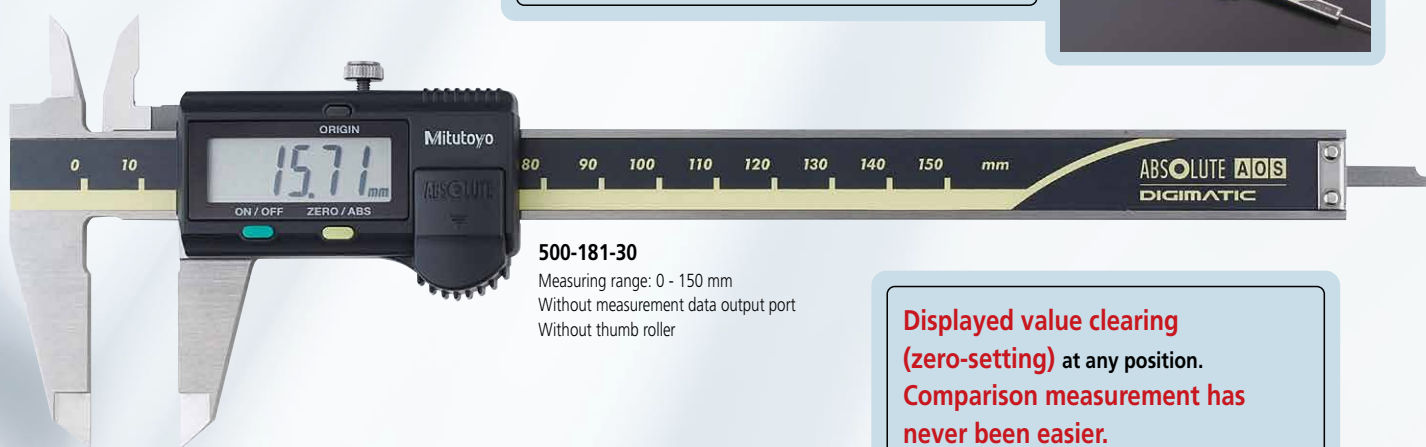 ORIGIN
Mitutoyo
15.71 mm
ABSOLUTE
ON / OFF ZERO / ABS
0 10 80 90 100 110 120 130 140 150 mm
ABSOLUTE AOS
DIGIMATIC
500-181-30
Measuring range: 0 - 150 mm
Without measurement data output port
Without thumb roller
Displayed value clearing
(zero-setting) at any position.
Comparison measurement has
never been easier.